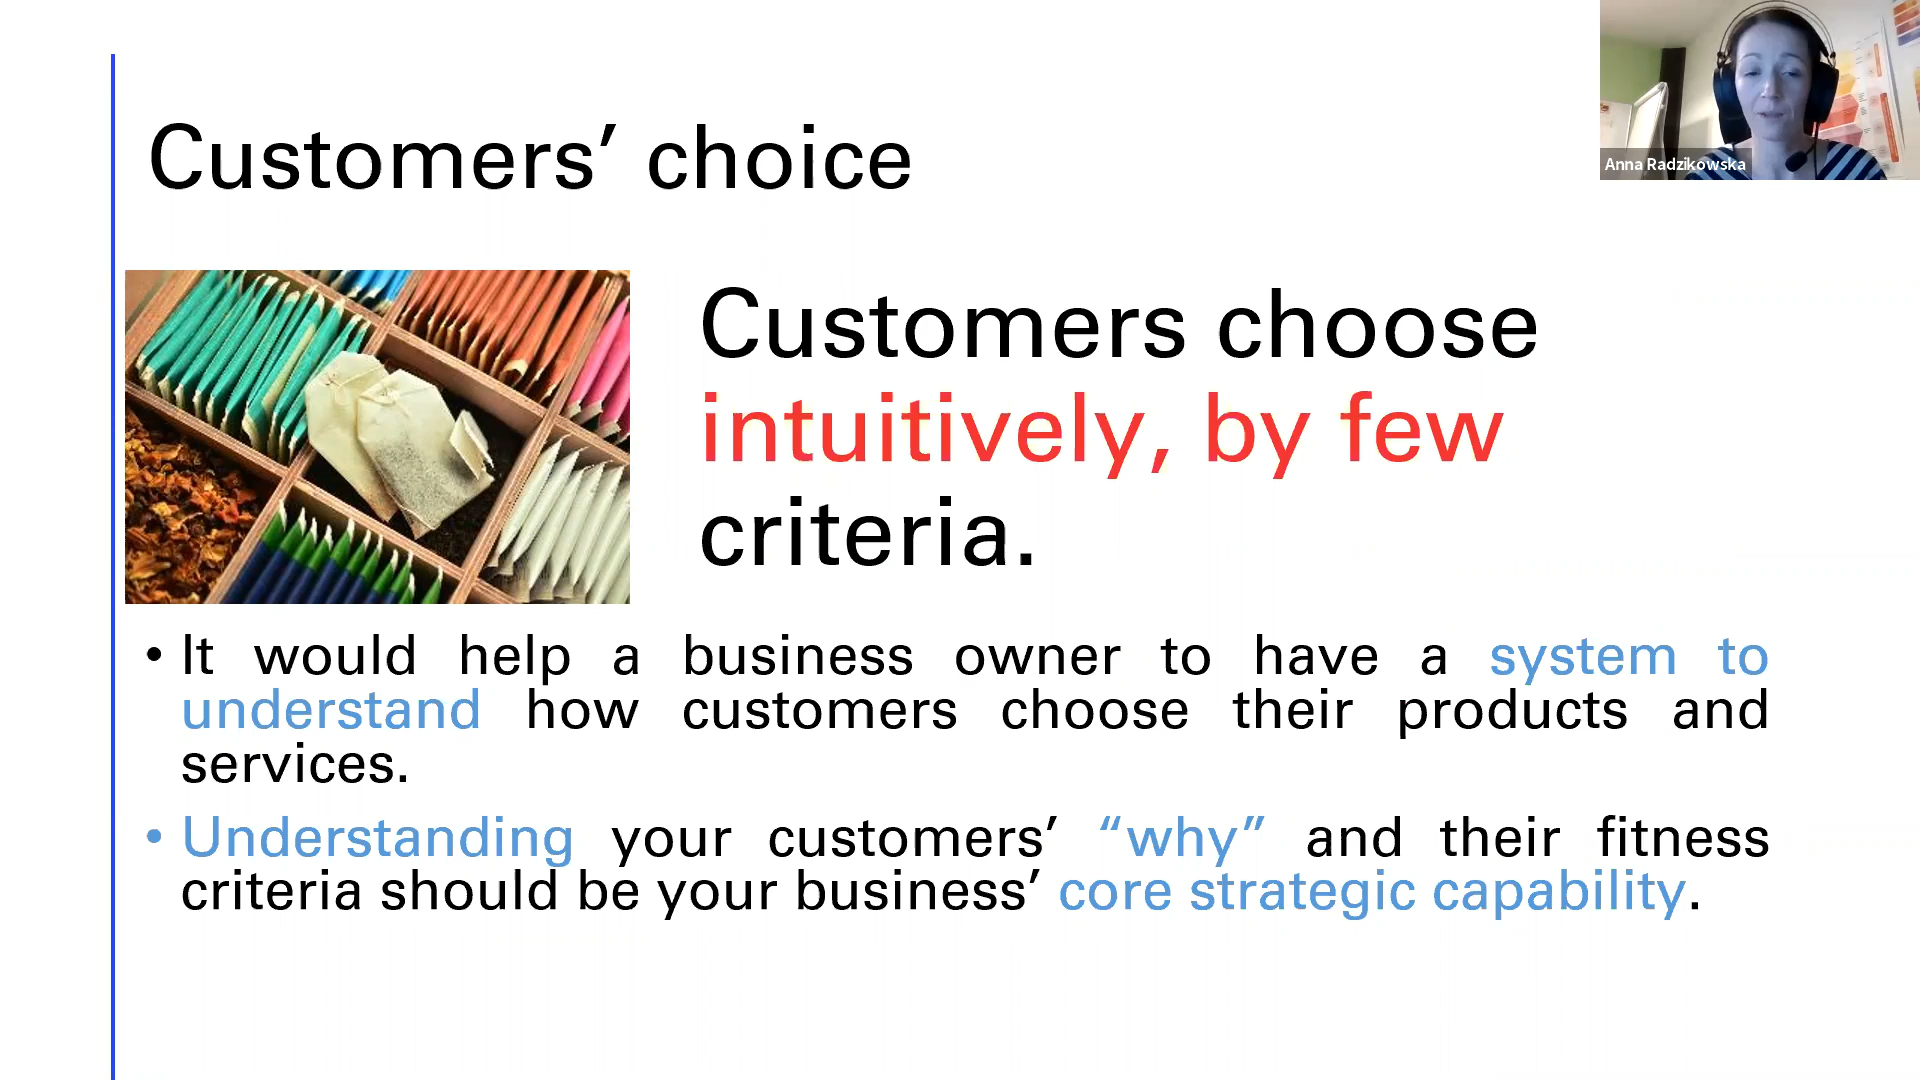 Customers’ choice
Anna Radzikowska
Customers choose
intuitively, by few
criteria.
• It would help a business owner to have a system to
understand how customers choose their products and
services.
• Understanding your customers’ “why” and their fitness
criteria should be your business’ core strategic capability.